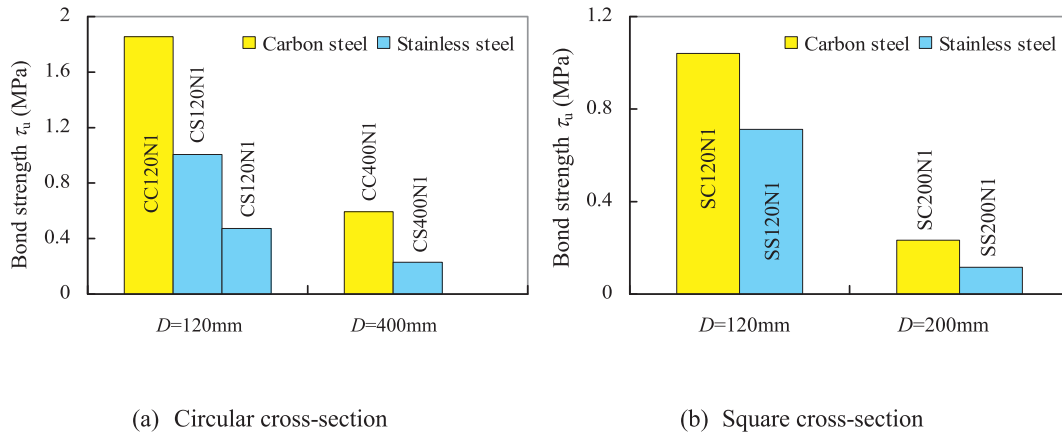 Bond strength τu (MPa)
2
1.6
1.2
0.8
0.4
0
Carbon steel
Stainless steel
CC120N1
CS120N1
CS120N1
CC400N1
CS400N1
D=120mm
D=400mm
(a) Circular cross-section
Bond strength τu (MPa)
1.2
0.8
0.4
0
Carbon steel
Stainless steel
SC120N1
SS120N1
SC200N1
SS200N1
D=120mm
D=200mm
(b) Square cross-section